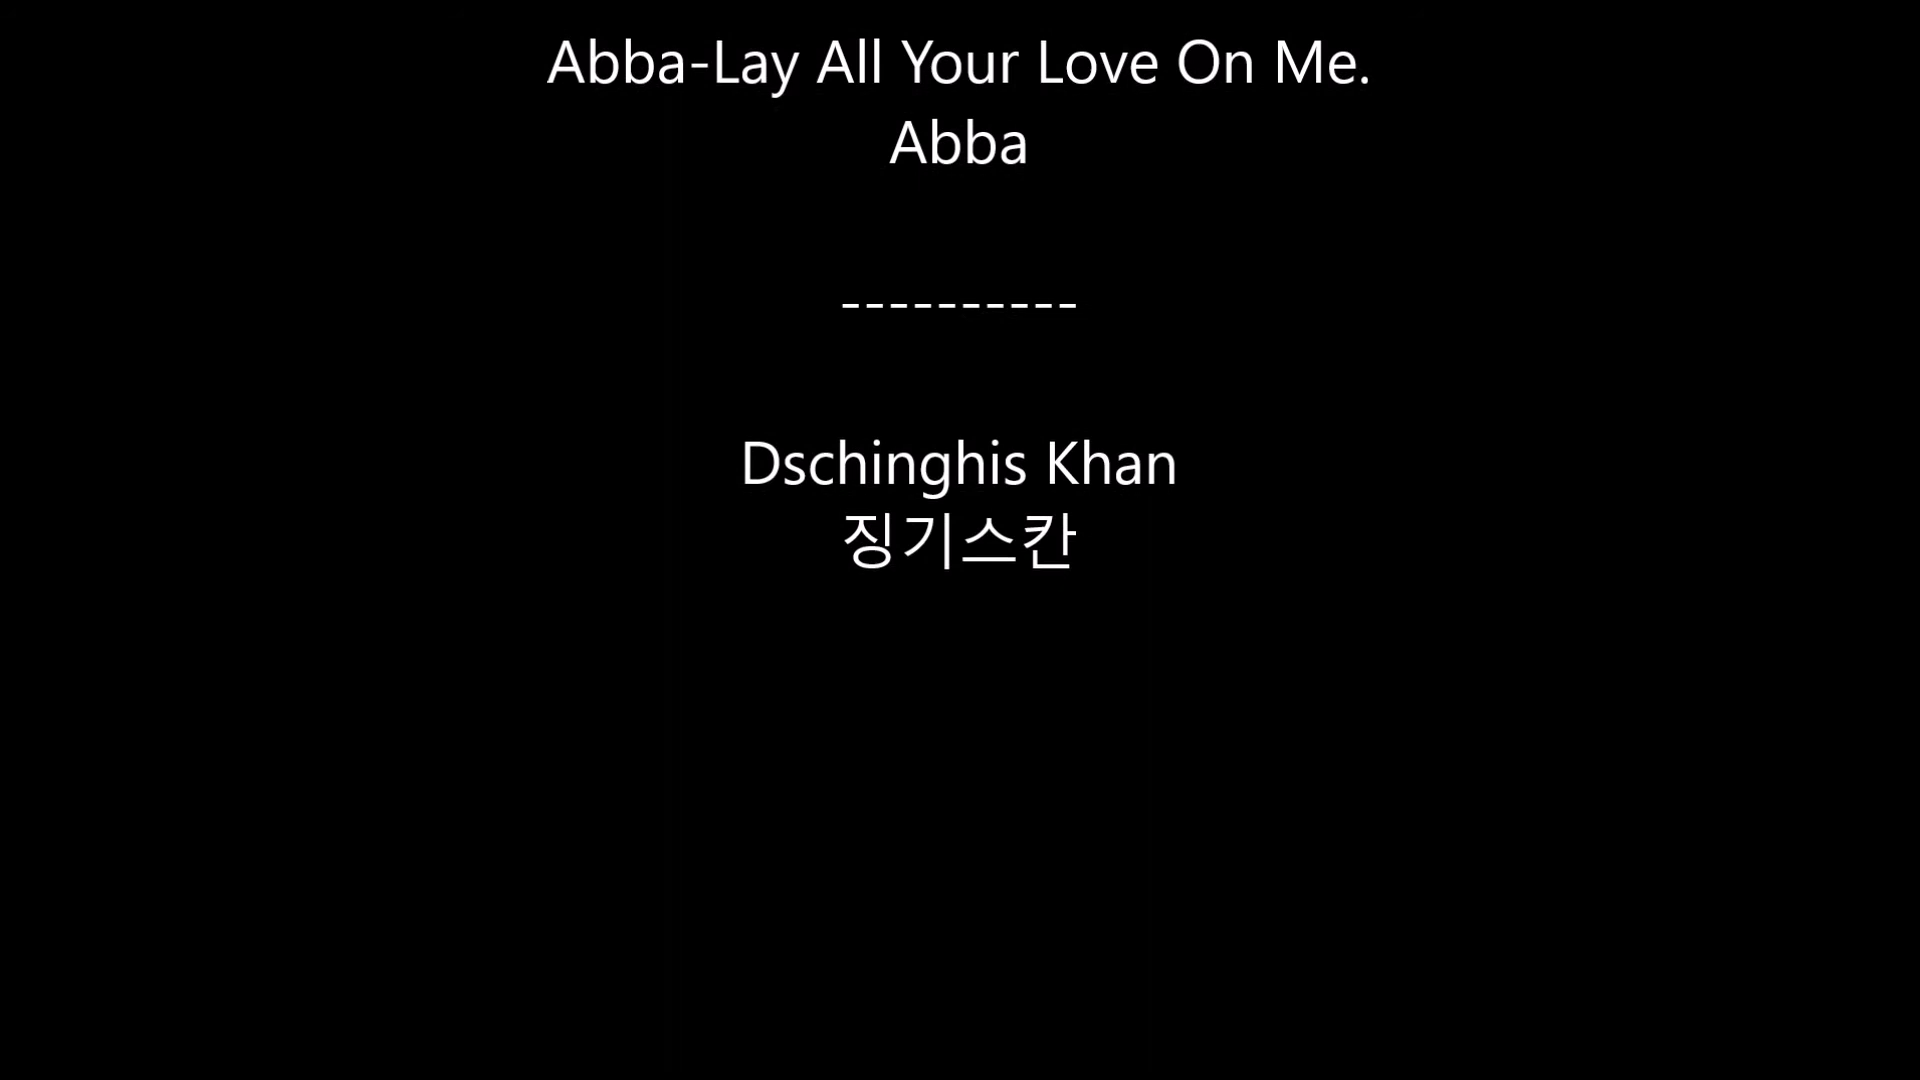 Abba-Lay All Your Love On Me.
Abba
----------
Dschinghis Khan
징기스칸